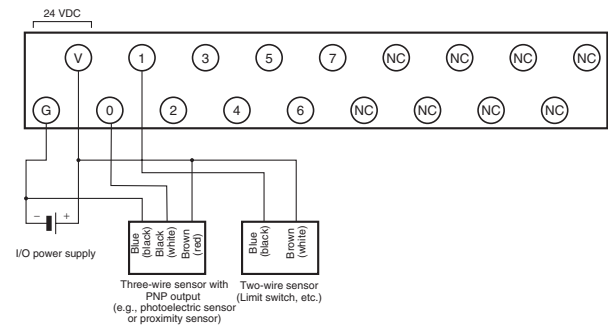 24 VDC
V 1 3 5 7 NC NC NC NC
G 0 2 4 6 NC NC NC NC
− +
I/O power supply
Blue
(black)
Black
(white)
Brown
(red)
Blue
(black)
Brown
(white)
Three-wire sensor with
PNP output
(e.g., photoelectric sensor
or proximity sensor)
Two-wire sensor
(Limit switch, etc.)